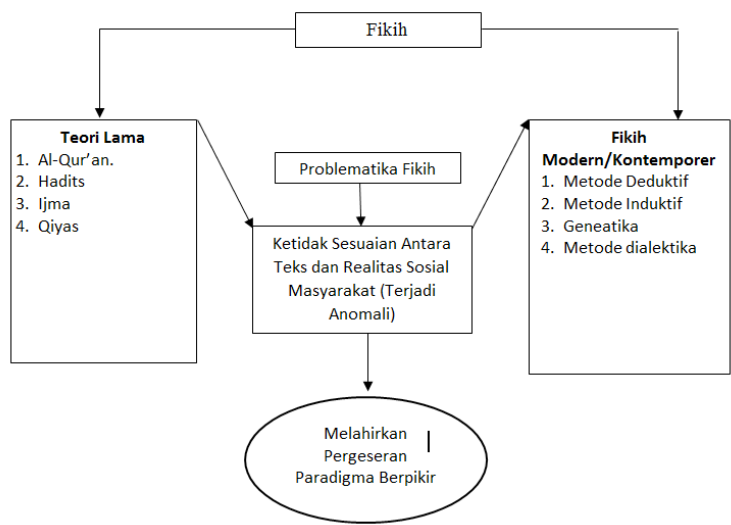 Fikih
Teori Lama
1. Al-Qur’an.
2. Hadits
3. Ijma
4. Qiyas
Problematika Fikih
Ketidak Sesuaian Antara
Teks dan Realitas Sosial
Masyarakat (Terjadi
Anomali)
Fikih
Modern/Kontemporer
1. Metode Deduktif
2. Metode Induktif
3. Geneatika
4. Metode dialektika
Melahirkan
Pergeseran
Paradigma Berpikir